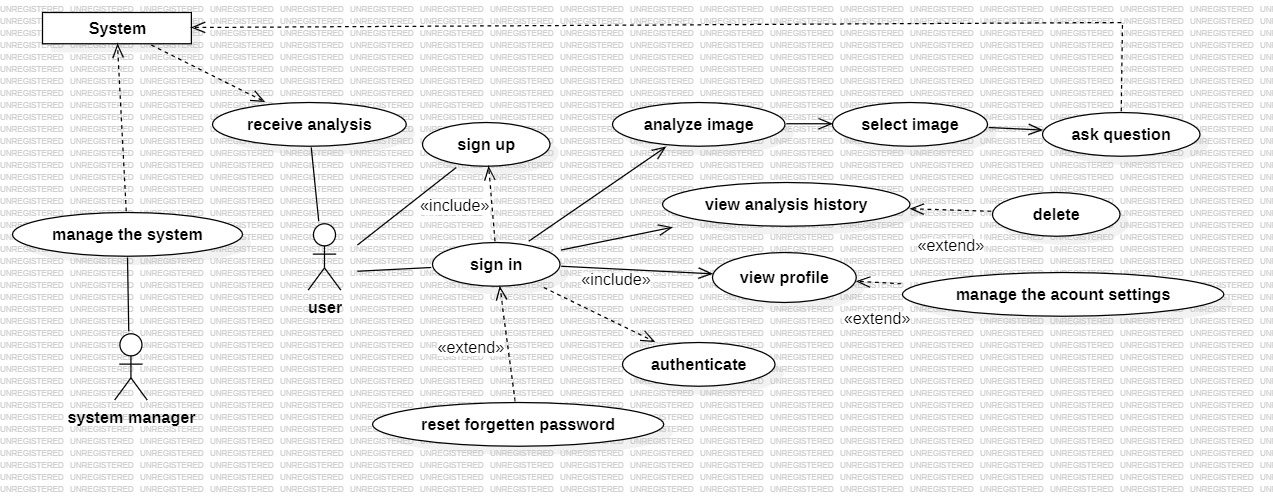 System
receive analysis
sign up
analyze image
select image
ask question
«include»
view analysis history
delete
manage the system
«extend»
sign in
view profile
«include»
manage the acount settings
user
«extend»
«extend»
authenticate
system manager
reset forgetten password
UNREGISTERED